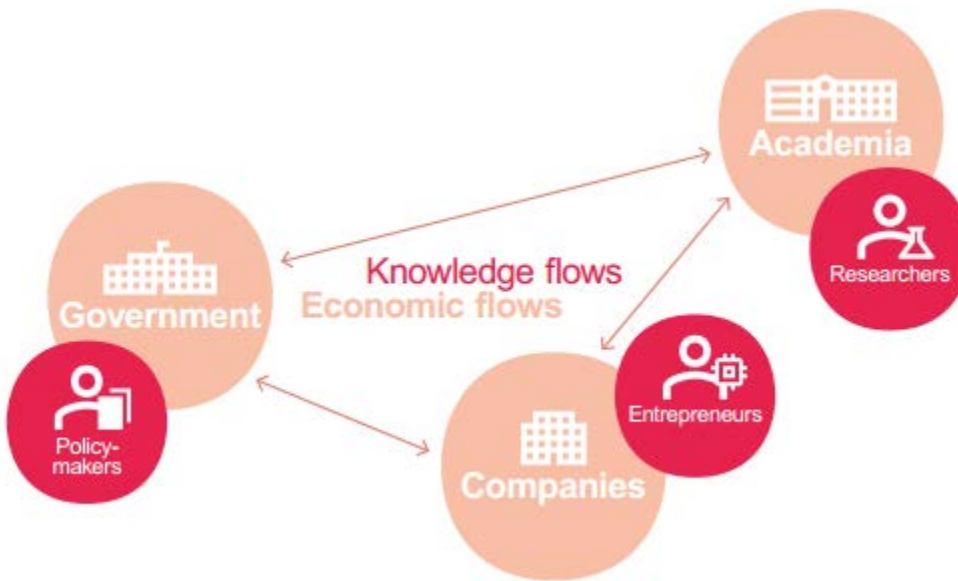 Academia
Researchers
Knowledge flows
Economic flows
Government
Policy-
makers
Entrepreneurs
Companies